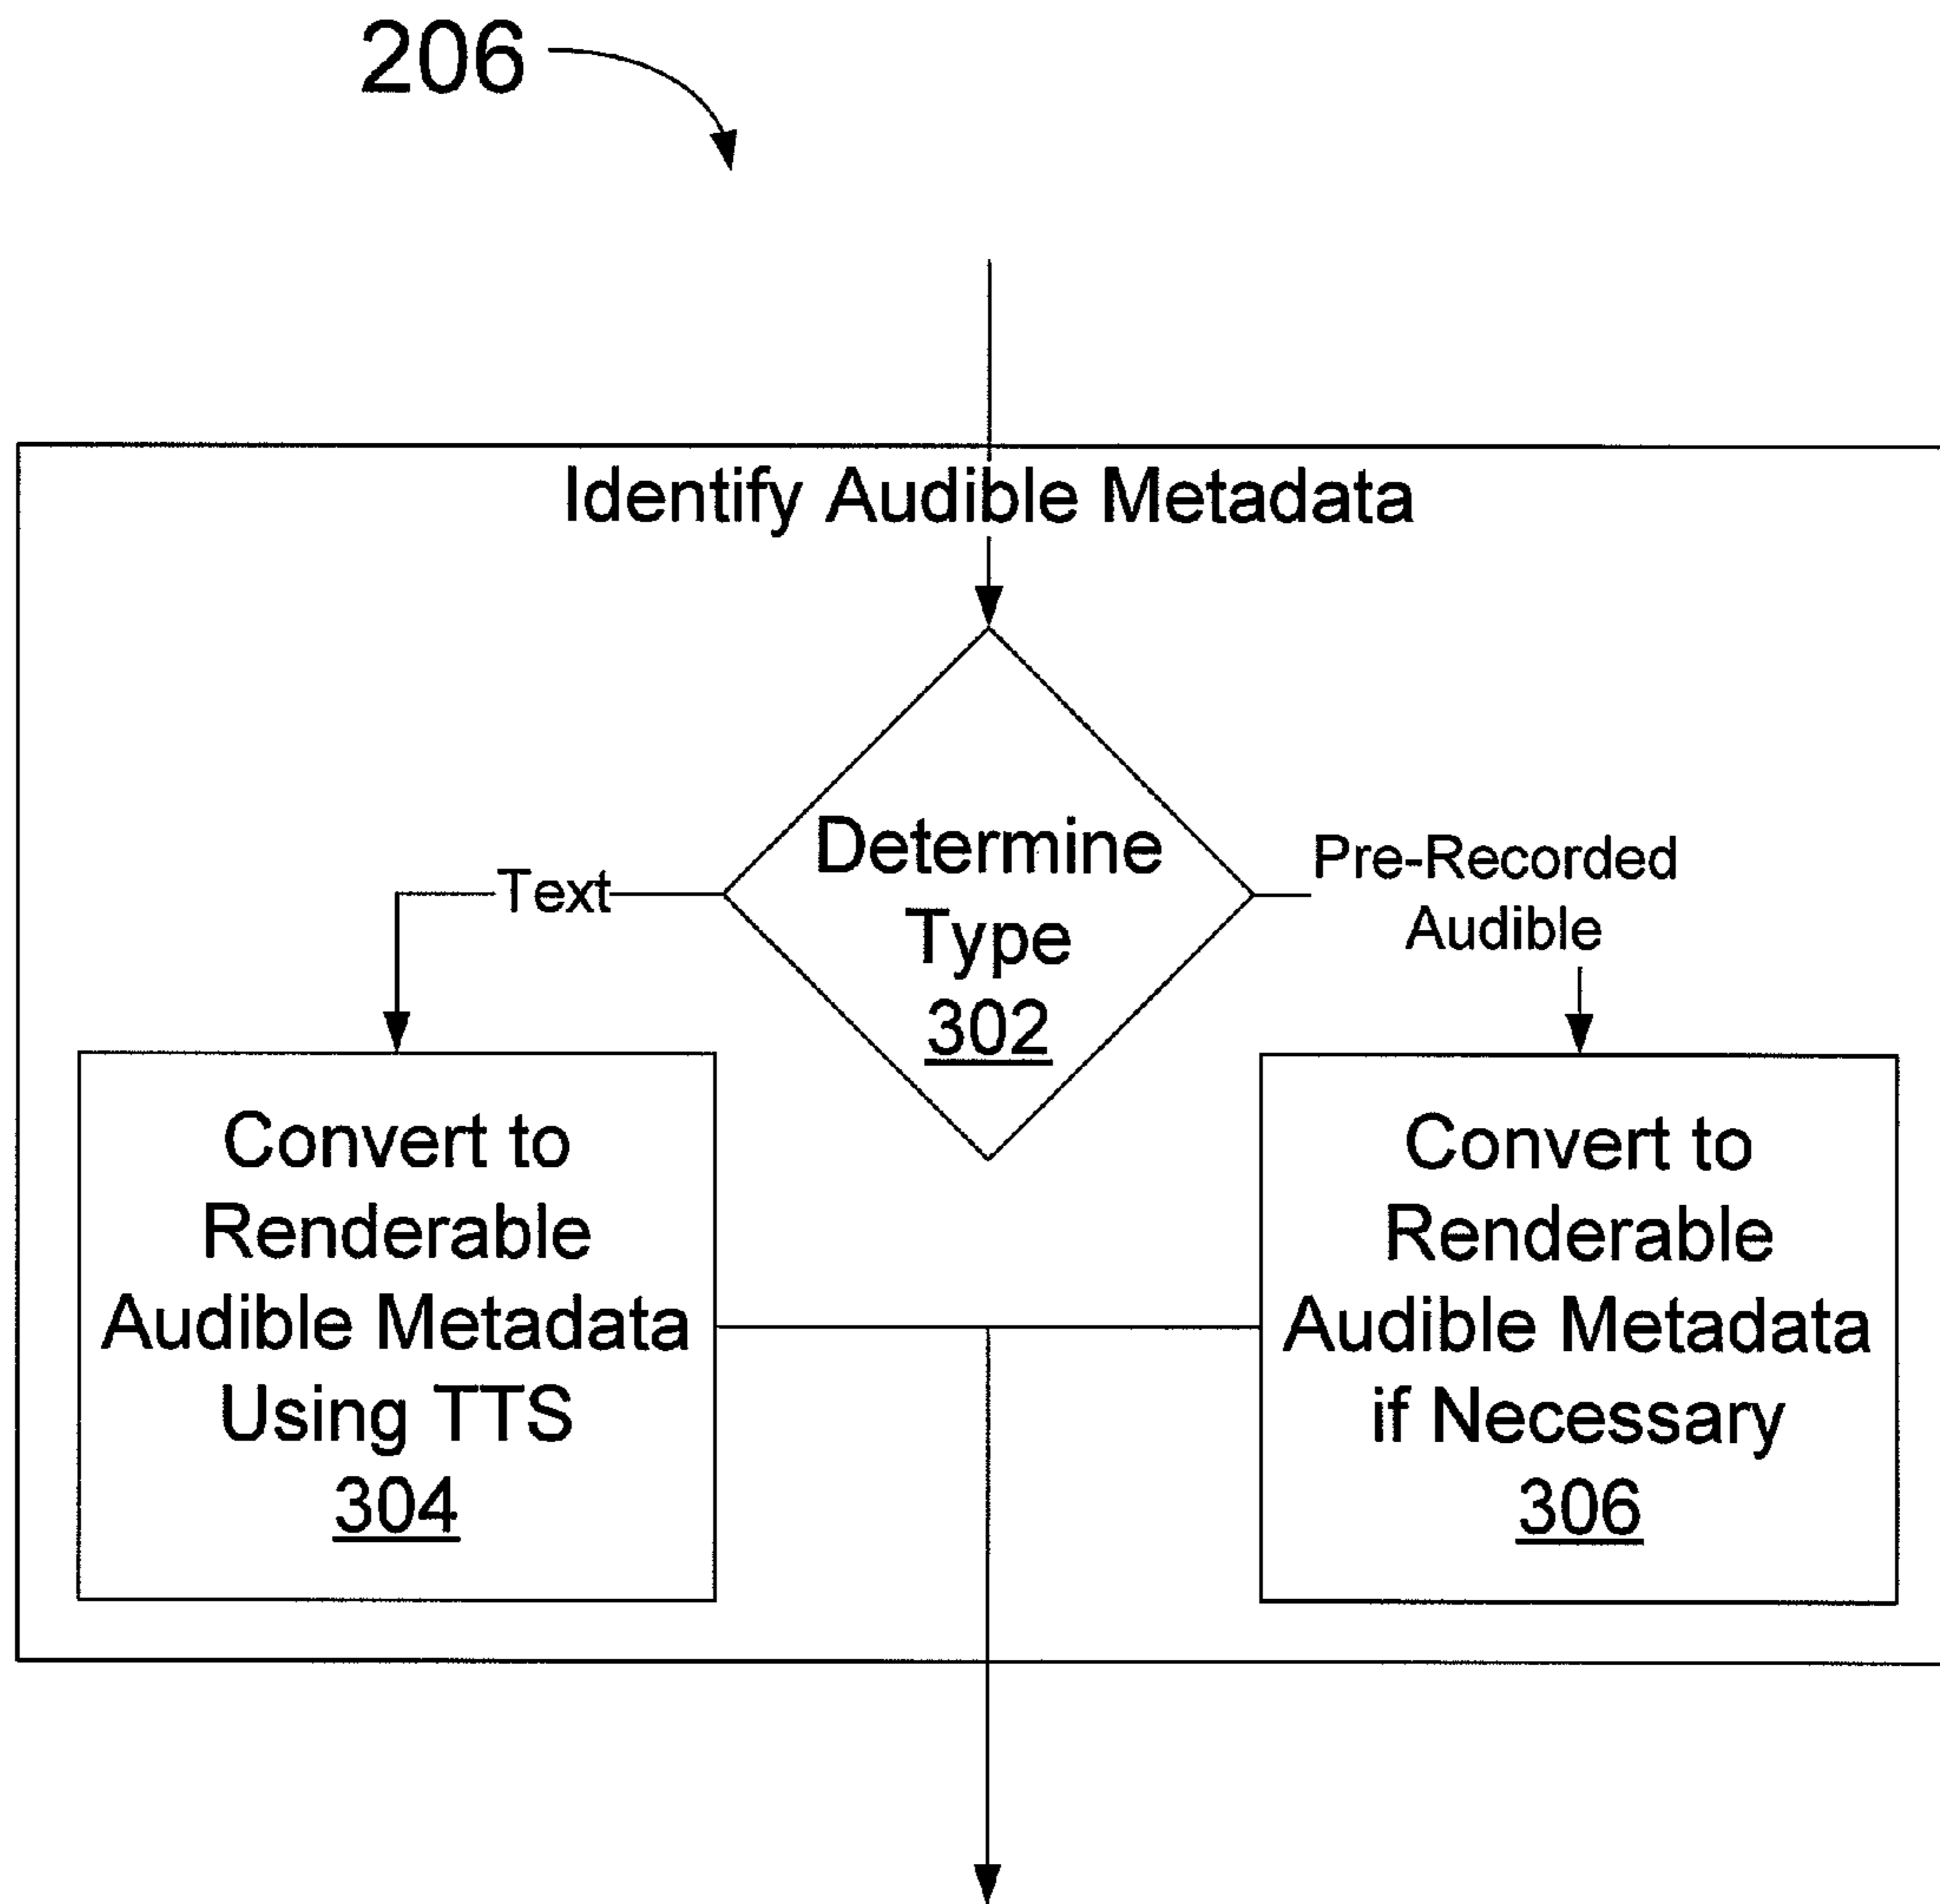 206
Identify Audible Metadata
Determine
Type
302
Text
Pre-Recorded
Audible
Convert to
Renderable
Audible Metadata
Using TTS
304
Convert to
Renderable
Audible Metadata
if Necessary
306